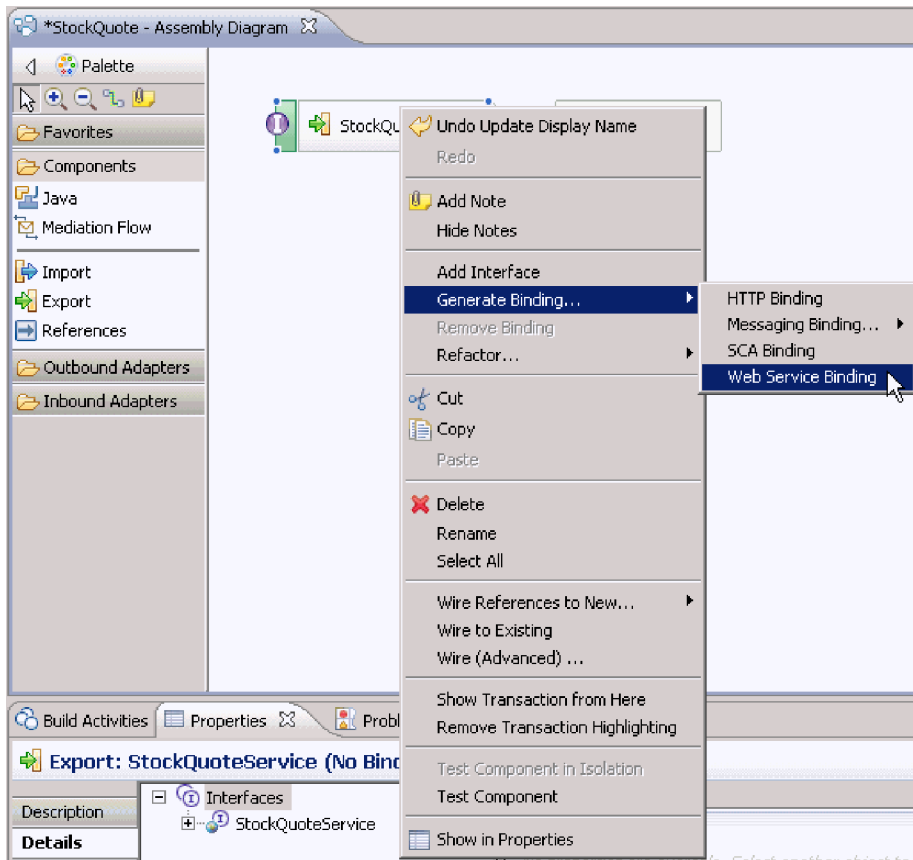 *StockQuote - Assembly Diagram
Palette
Favorites
Components
Java
Mediation Flow
Import
Export
References
Outbound Adapters
Inbound Adapters
StockQu
Undo Update Display Name
Redo
Add Note
Hide Notes
Add Interface
Generate Binding...
Remove Binding
Refactor...
Cut
Copy
Paste
Delete
Rename
Select All
Wire References to New...
Wire to Existing
Wire (Advanced) ...
Show Transaction from Here
Remove Transaction Highlighting
Test Component in Isolation
Test Component
Show in Properties
HTTP Binding
Messaging Binding...
SCA Binding
Web Service Binding
Build Activities
Properties
Probl
Export: StockQuoteService (No Bind
Description
Details
Interfaces
StockQuoteService